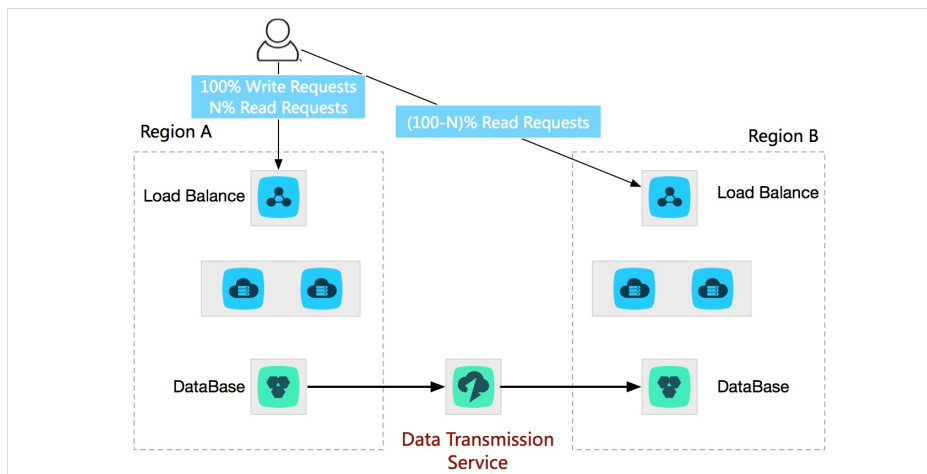 100% Write Requests
N% Read Requests
(100-N)% Read Requests
Region A
Region B
Load Balance
Load Balance
DataBase
DataBase
Data Transmission
Service